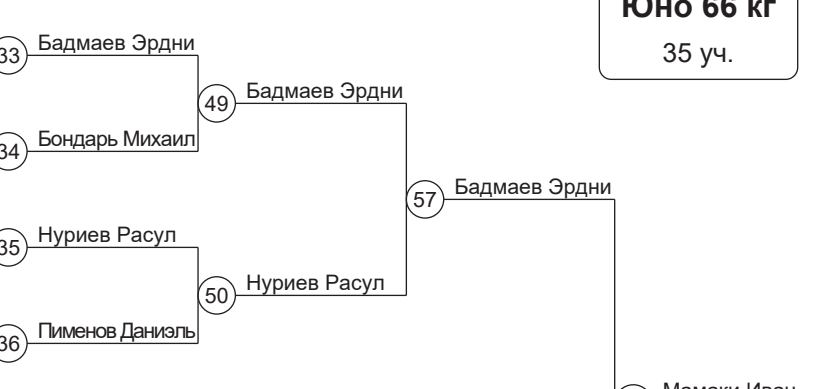 Юно 66 кг
35 уч.
33 Бадмаев Эрдни
49 Бадмаев Эрдни
34 Бондарь Михаил
57 Бадмаев Эрдни
35 Нуриев Расул
50 Нуриев Расул
36 Пименов Даниэль
Иван